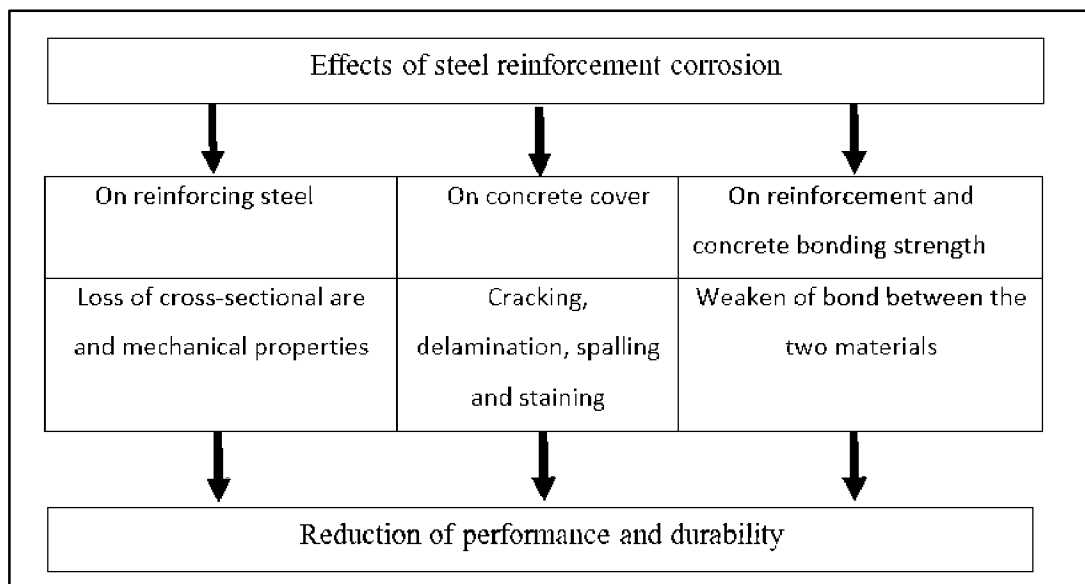 Effects of steel reinforcement corrosion
On reinforcing steel
On concrete cover
On reinforcement and
concrete bonding strength
Loss of cross-sectional are
and mechanical properties
Cracking,
delamination, spalling
and staining
Weaken of bond between the
two materials
Reduction of performance and durability